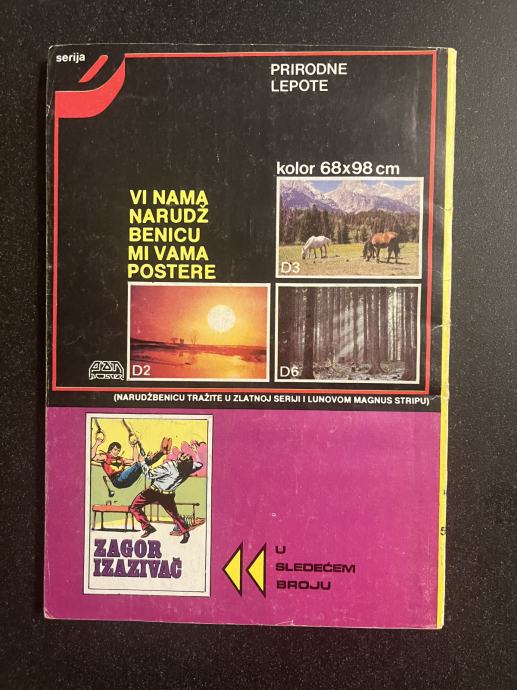 serija
PRIRODNE
LEPOTE
kolor 68x98 cm
VI NAMA
NARUDŽ
BENICU
MI VAMA
POSTERE
D3
D2
D6
(NARUDŽBENICU TRAŽITE U ZLATNOJ SERIJI I LUNOVOM MAGNUS STRIPU)
ZAGOR
IZAZIVAČ
U
SLEDEĆEM
BROJU
5